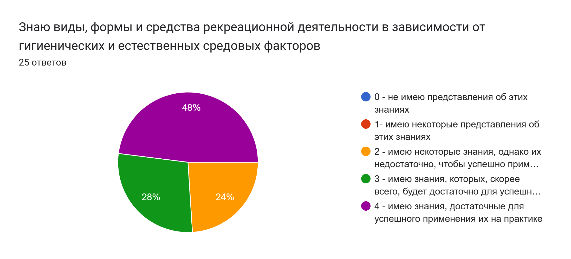 Знаю виды, формы и средства рекреационной деятельности в зависимости от
гигиенических и естественных средовых факторов
25 ответов
48%
28%
24%
0 - не имею представления об этих
знаниях
1- имею некоторые представления об
этих знаниях
2 - имею некоторые знания, однако их
недостаточно, чтобы успешно прим…
3 - имею знания. которых, скорее
всего, будет достаточно для успешн…
4 - имею знания, достаточные для
успешного применения их на практике